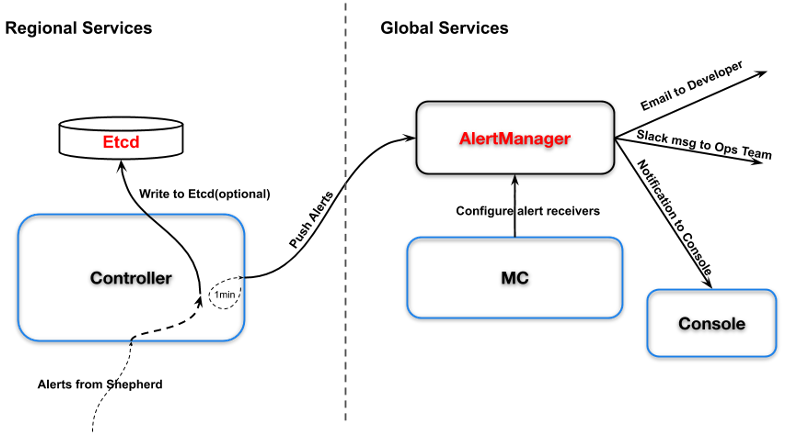 Regional Services
Global Services
Etcd
Write to Etcd(optional)
Controller
1min
Alerts from Shepherd
Push Alerts
AlertManager
Configure alert receivers
MC
Email to Developer
Slack msg to Ops Team
Notification to Console
Console